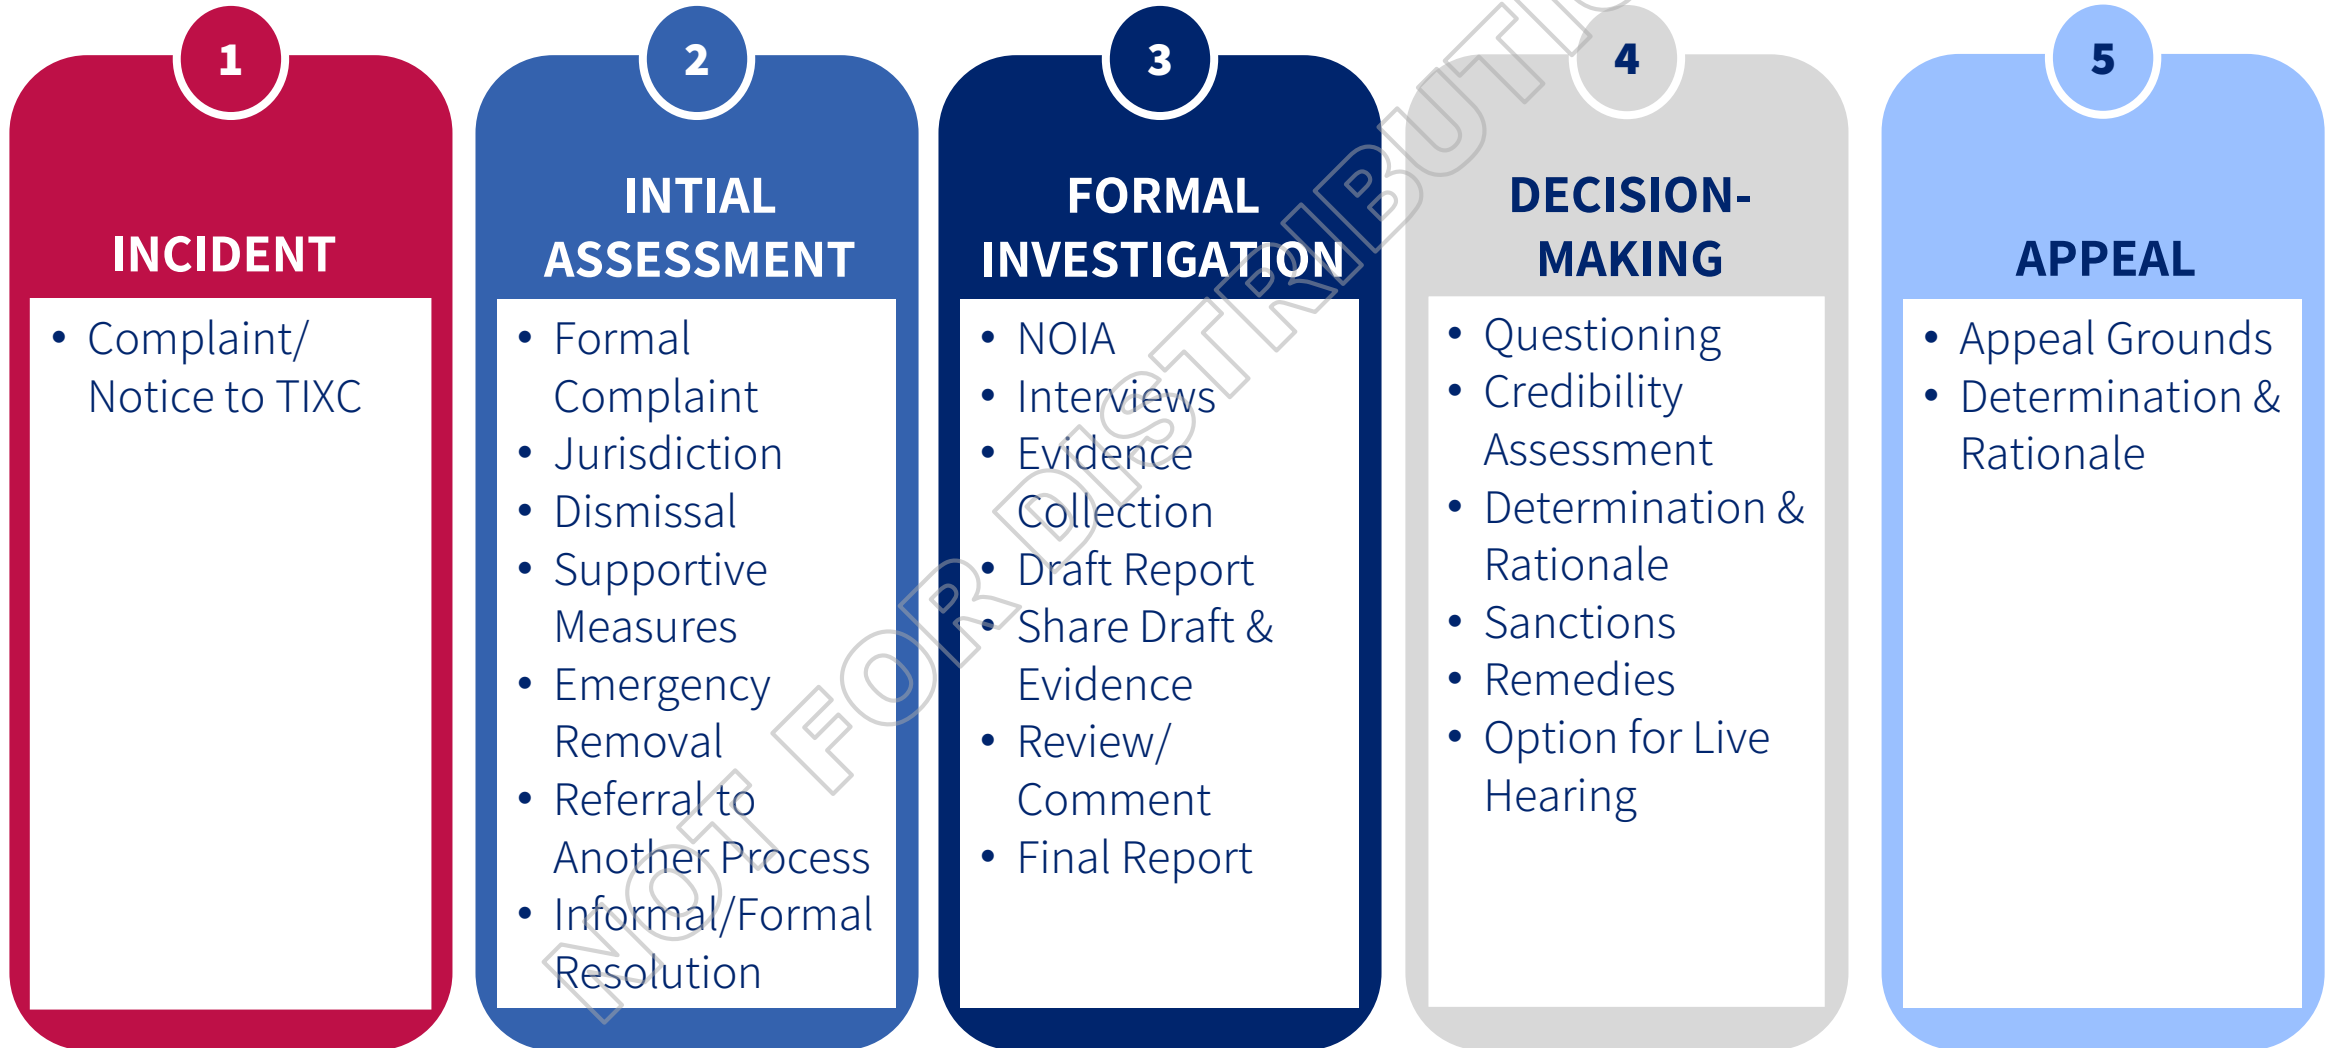 1
INCIDENT
• Complaint/
Notice to TIXC
2
INTIAL
ASSESSMENT
• Formal
Complaint
• Jurisdiction
• Dismissal
• Supportive
Measures
• Emergency
Removal
• Referral to
Another Process
• Informal/Formal
Resolution
3
FORMAL
INVESTIGATION
• NOIA
• Interviews
• Evidence
Collection
• Draft Report
• Share Draft &
Evidence
• Review/
Comment
• Final Report
4
DECISION-
MAKING
• Questioning
• Credibility
Assessment
• Determination &
Rationale
• Sanctions
• Remedies
• Option for Live
Hearing
5
APPEAL
• Appeal Grounds
• Determination &
Rationale
NOT FOR DISTRIBUTIO